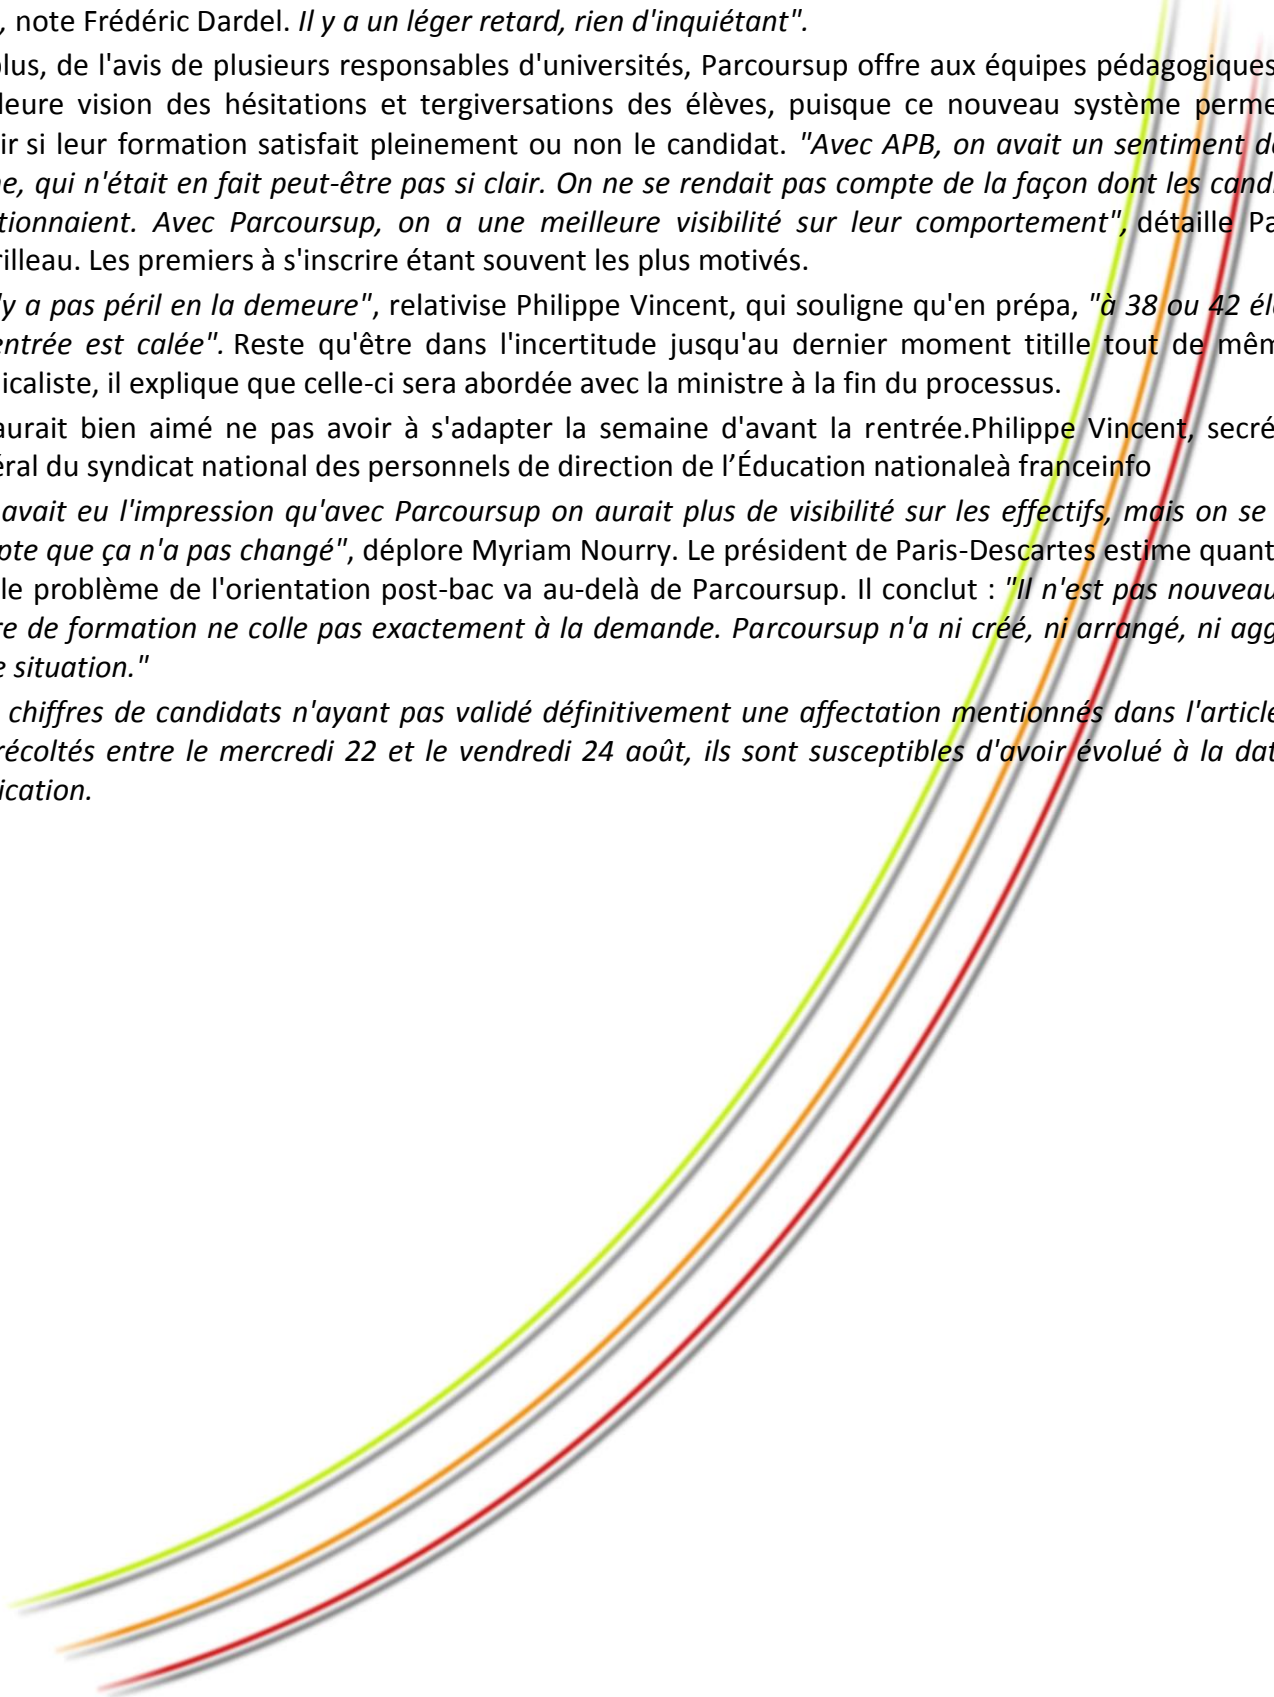 , note Frédéric Dardel. Il y a un léger retard, rien d'inquiétant".
plus, de l'avis de plusieurs responsables d'universités, Parcoursup offre aux équipes pédagogiques
leure vision des hésitations et tergiversations des élèves, puisque ce nouveau système perme
ir si leur formation satisfait pleinement ou non le candidat. "Avec APB, on avait un sentiment de
ne, qui n'était en fait peut-être pas si clair. On ne se rendait pas compte de la façon dont les candi
tionnaient. Avec Parcoursup, on a une meilleure visibilité sur leur comportement", détaille Pa
rilleau. Les premiers à s'inscrire étant souvent les plus motivés.
'y a pas péril en la demeure", relativise Philippe Vincent, qui souligne qu'en prépa, "à 38 ou 42 élè
entrée est calée". Reste qu'être dans l'incertitude jusqu'au dernier moment titille tout de mêm
icaliste, il explique que celle-ci sera abordée avec la ministre à la fin du processus.
aurait bien aimé ne pas avoir à s'adapter la semaine d'avant la rentrée.Philippe Vincent, secré
éral du syndicat national des personnels de direction de l’Éducation nationaleà franceinfo
avait eu l'impression qu'avec Parcoursup on aurait plus de visibilité sur les effectifs, mais on se
pte que ça n'a pas changé", déplore Myriam Nourry. Le président de Paris-Descartes estime quant
le problème de l'orientation post-bac va au-delà de Parcoursup. Il conclut : "Il n'est pas nouveau
re de formation ne colle pas exactement à la demande. Parcoursup n'a ni créé, ni arrangé, ni agg
e situation."
chiffres de candidats n'ayant pas validé définitivement une affectation mentionnés dans l'article
récoltés entre le mercredi 22 et le vendredi 24 août, ils sont susceptibles d'avoir évolué à la dat
ication.